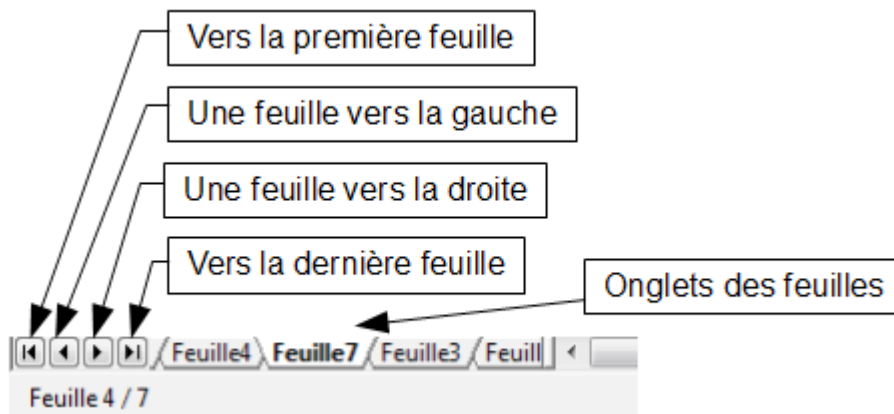 Vers la première feuille
Une feuille vers la gauche
Une feuille vers la droite
Vers la dernière feuille
Onglets des feuilles
Feuille4 Feuille7 Feuille3 Feuill
Feuille 4 / 7